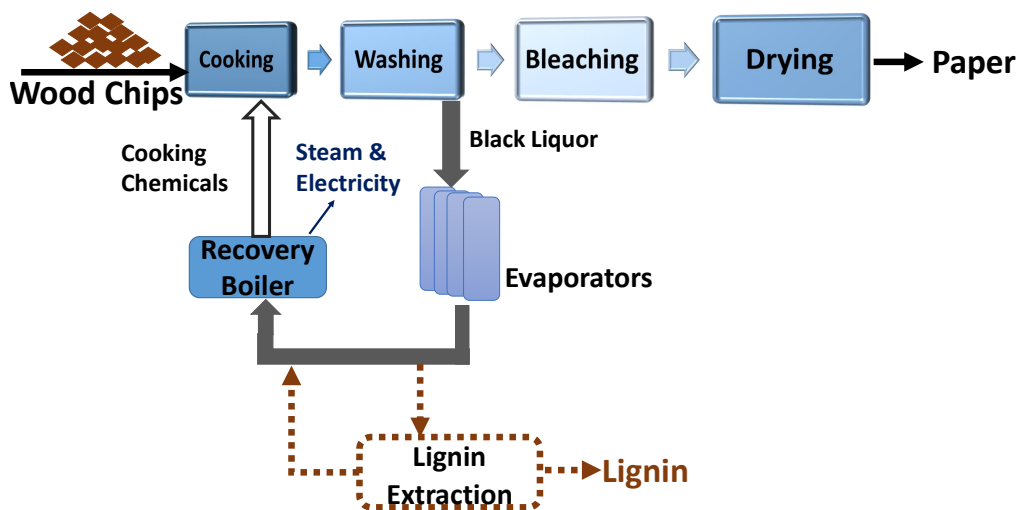 Cooking
Washing
Bleaching
Drying
Paper
Wood Chips
Black Liquor
Cooking
Chemicals
Steam &
Electricity
Recovery
Boiler
Evaporators
Lignin
Extraction
Lignin